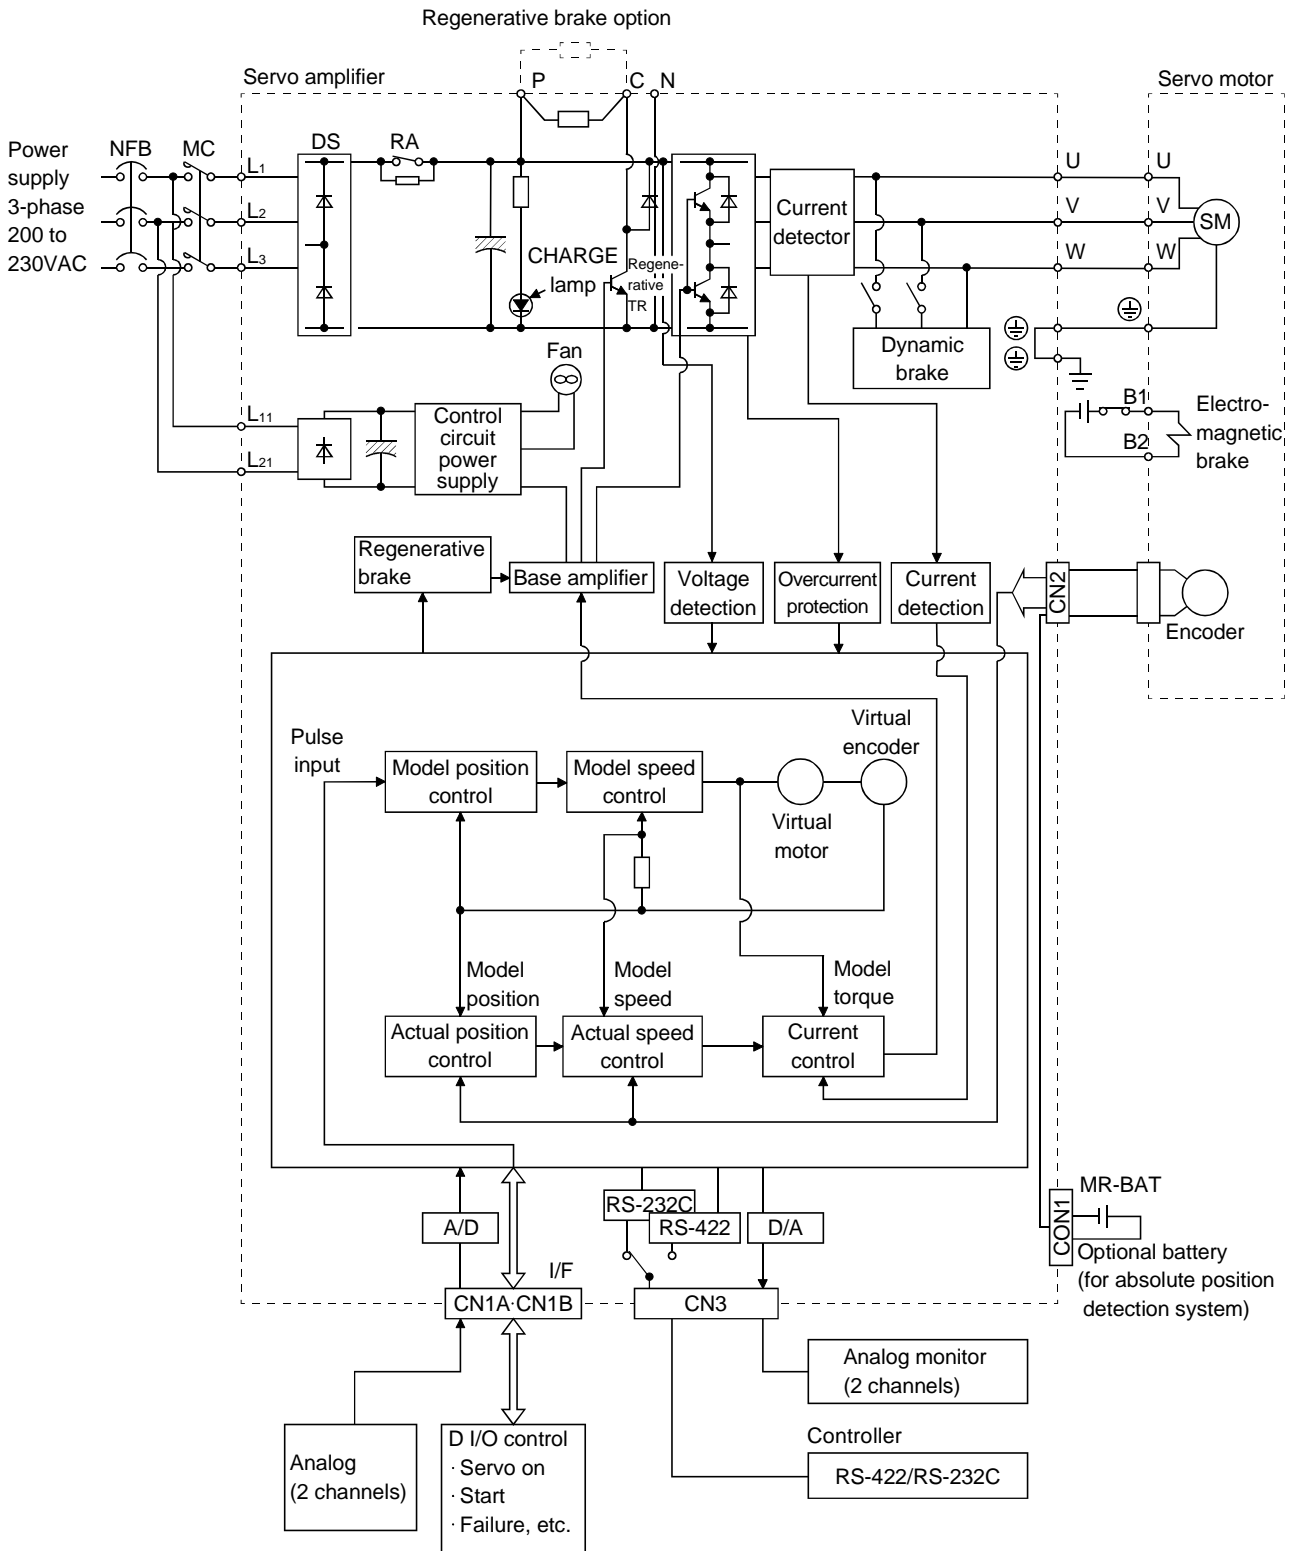 Regenerative brake option
Servo amplifier
P
C
N
Servo motor
Power
supply
3-phase
200 to
230VAC
NFB
MC
DS
RA
L1
L2
L3
CHARGE
lamp
Regene-
rative
TR
Current
detector
U
V
W
U
V
W
SM
Dynamic
brake
Fan
L11
L21
Control
circuit
power
supply
B1
B2
Electro-
magnetic
brake
Regenerative
brake
Base amplifier
Voltage
detection
Overcurrent
protection
Current
detection
CN2
Encoder
Pulse
input
Model position
control
Model speed
control
Virtual
encoder
Virtual
motor
Model
position
Model
speed
Model
torque
Actual position
control
Actual speed
control
Current
control
A/D
I/F
RS-232C
RS-422
D/A
CON1
MR-BAT
Optional battery
(for absolute position
detection system)
CN1A·CN1B
CN3
Analog monitor
(2 channels)
Controller
RS-422/RS-232C
Analog
(2 channels)
D I/O control
· Servo on
· Start
· Failure, etc.